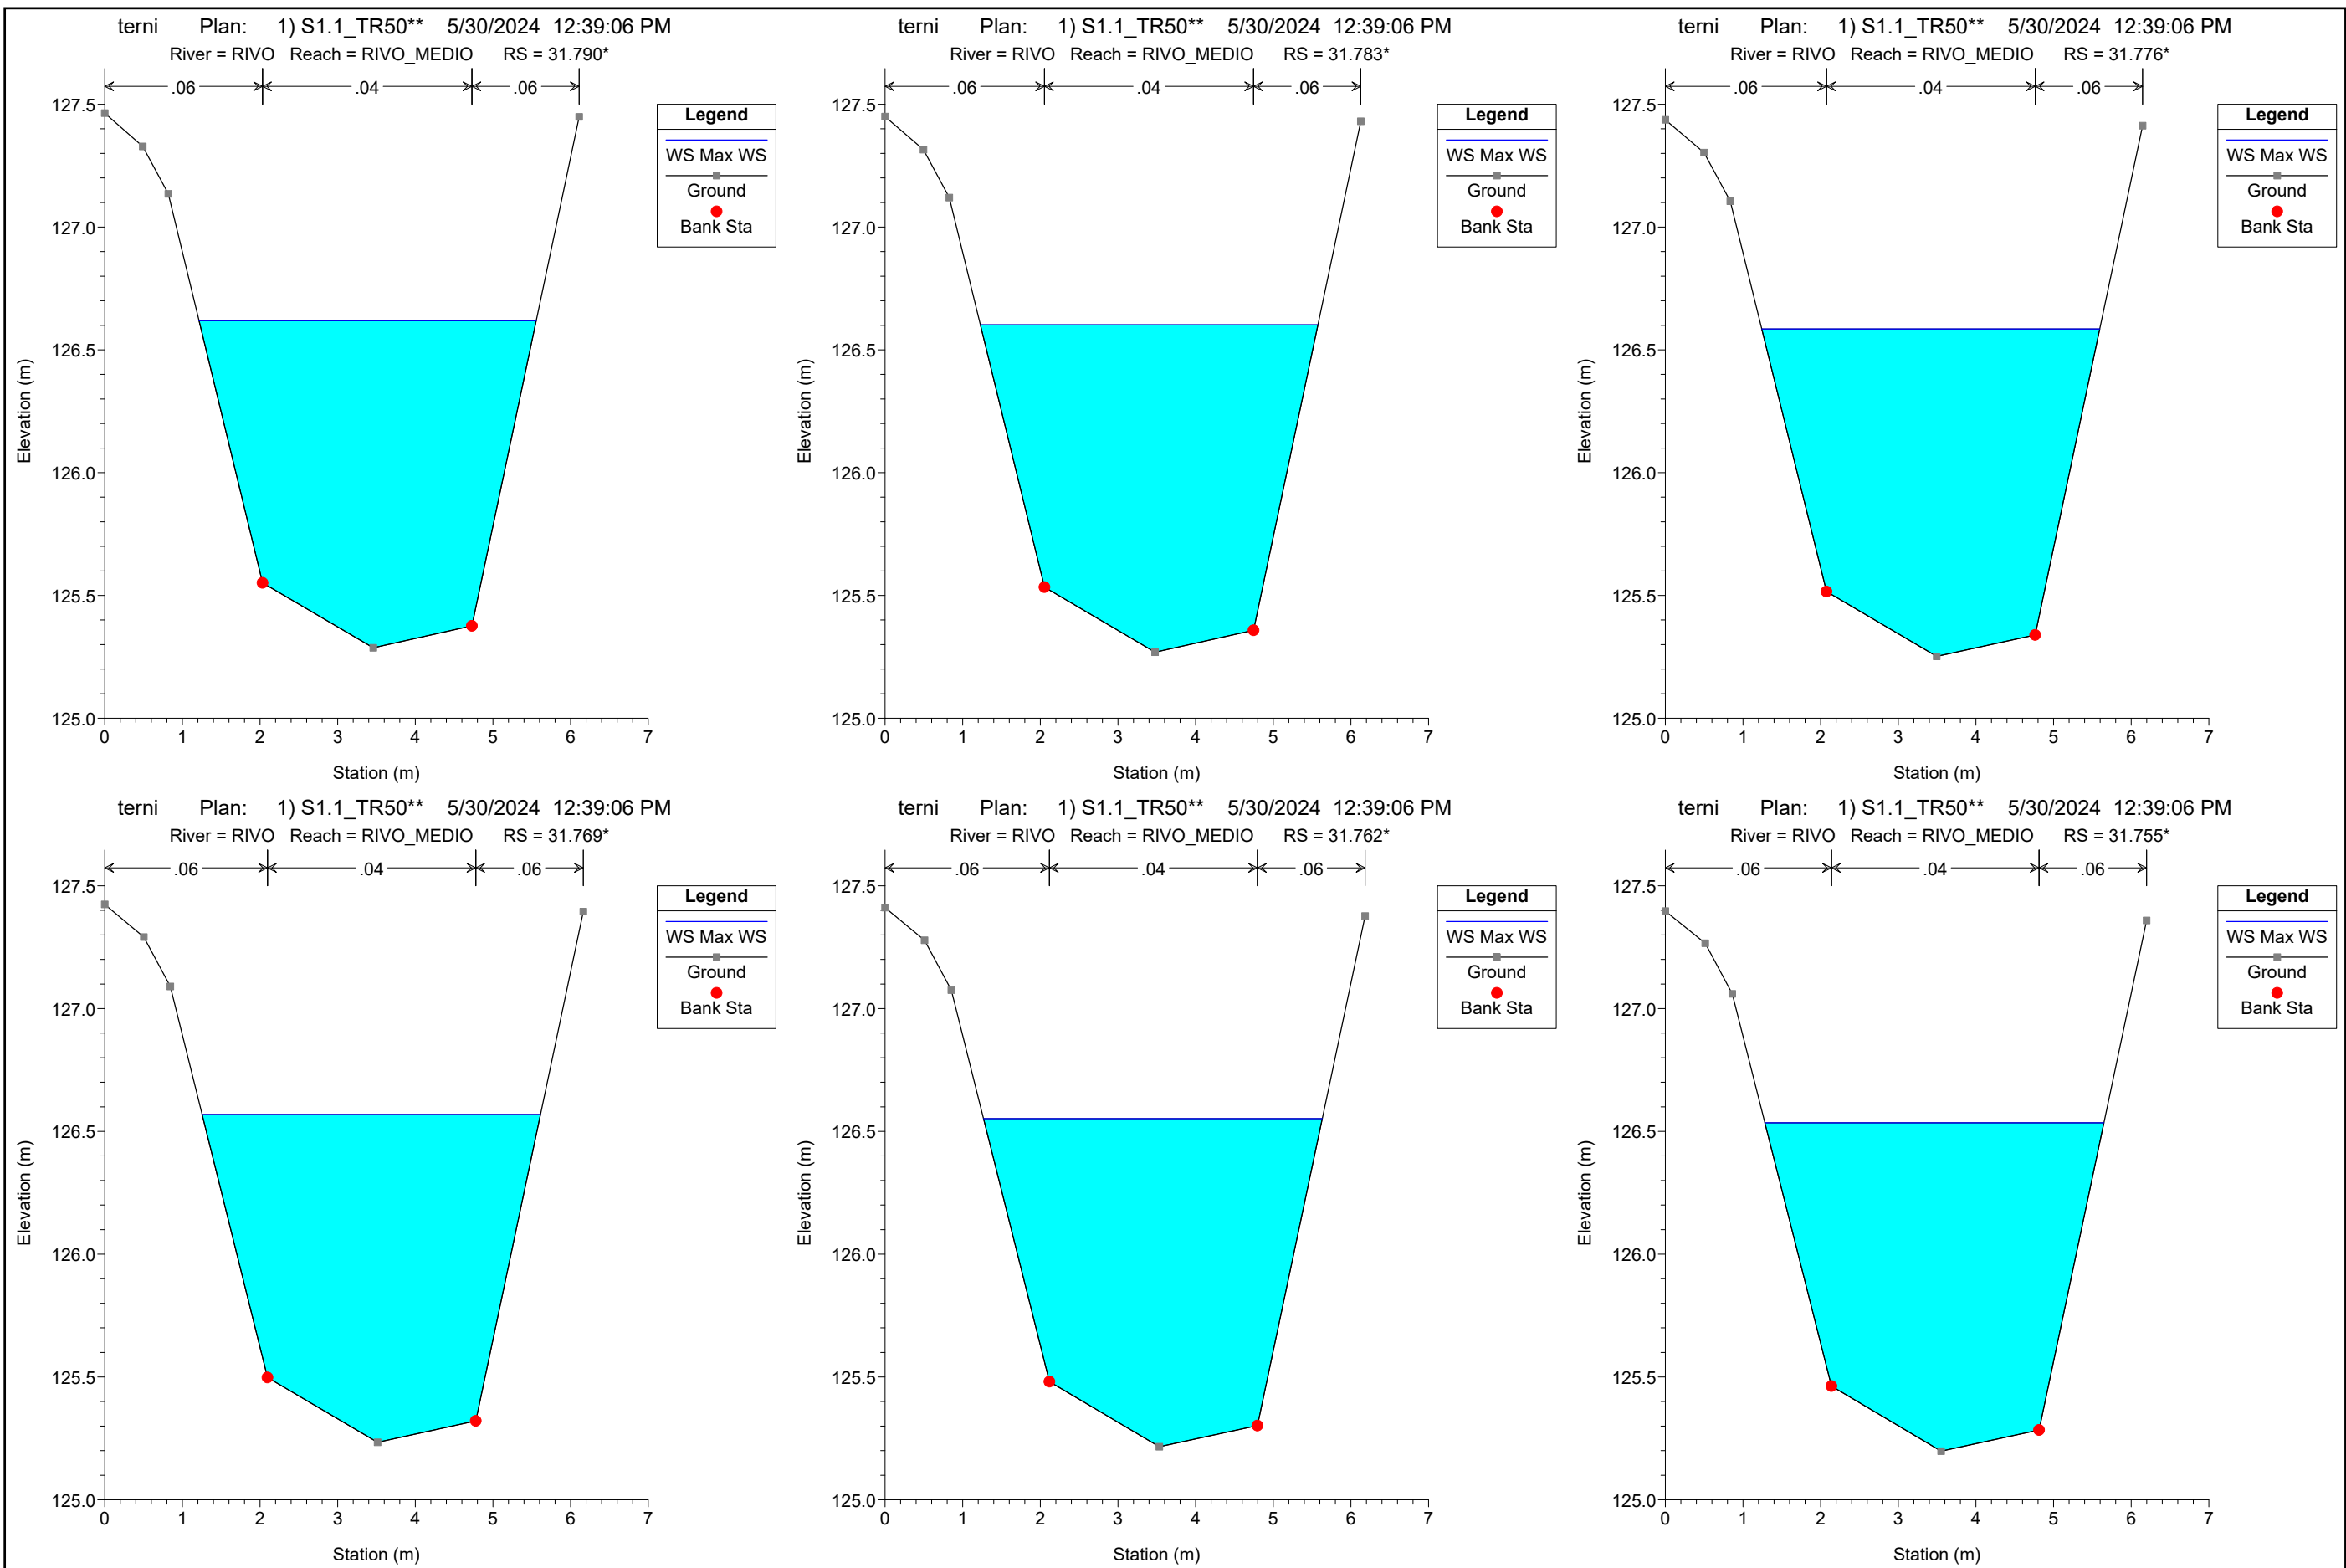 terni Plan: 1) S1.1_TR50** 5/30/2024 12:39:06 PM
River = RIVO Reach = RIVO_MEDIO RS = 31.790*
.06 .04 .06
127.5
127.0
126.5
126.0
125.5
125.0
0 1 2 3 4 5 6 7
Station (m)
Elevation (m)
Legend
WS Max WS
Ground
Bank Sta
terni Plan: 1) S1.1_TR50** 5/30/2024 12:39:06 PM
River = RIVO Reach = RIVO_MEDIO RS = 31.783*
.06 .04 .06
127.5
127.0
126.5
126.0
125.5
125.0
0 1 2 3 4 5 6 7
Station (m)
Elevation (m)
Legend
WS Max WS
Ground
Bank Sta
terni Plan: 1) S1.1_TR50** 5/30/2024 12:39:06 PM
River = RIVO Reach = RIVO_MEDIO RS = 31.776*
.06 .04 .06
127.5
127.0
126.5
126.0
125.5
125.0
0 1 2 3 4 5 6 7
Station (m)
Elevation (m)
Legend
WS Max WS
Ground
Bank Sta
terni Plan: 1) S1.1_TR50** 5/30/2024 12:39:06 PM
River = RIVO Reach = RIVO_MEDIO RS = 31.769*
.06 .04 .06
127.5
127.0
126.5
126.0
125.5
125.0
0 1 2 3 4 5 6 7
Station (m)
Elevation (m)
Legend
WS Max WS
Ground
Bank Sta
terni Plan: 1) S1.1_TR50** 5/30/2024 12:39:06 PM
River = RIVO Reach = RIVO_MEDIO RS = 31.762*
.06 .04 .06
127.5
127.0
126.5
126.0
125.5
125.0
0 1 2 3 4 5 6 7
Station (m)
Elevation (m)
Legend
WS Max WS
Ground
Bank Sta
terni Plan: 1) S1.1_TR50** 5/30/2024 12:39:06 PM
River = RIVO Reach = RIVO_MEDIO RS = 31.755*
.06 .04 .06
127.5
127.0
126.5
126.0
125.5
125.0
0 1 2 3 4 5 6 7
Station (m)
Elevation (m)
Legend
WS Max WS
Ground
Bank Sta